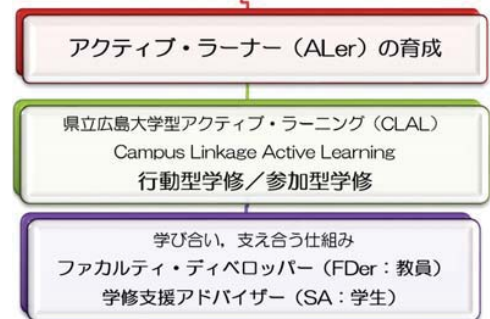 アクティブ・ラーナー（ALer）の育成
県立広島大学型アクティブ・ラーニング（CLAL）
Campus Linkage Active Learning
行動型学修／参加型学修
学び合い，支え合う仕組み
ファカルティ・ディベロッパー（FDer：教員）
学修支援アドバイザー（SA：学生）